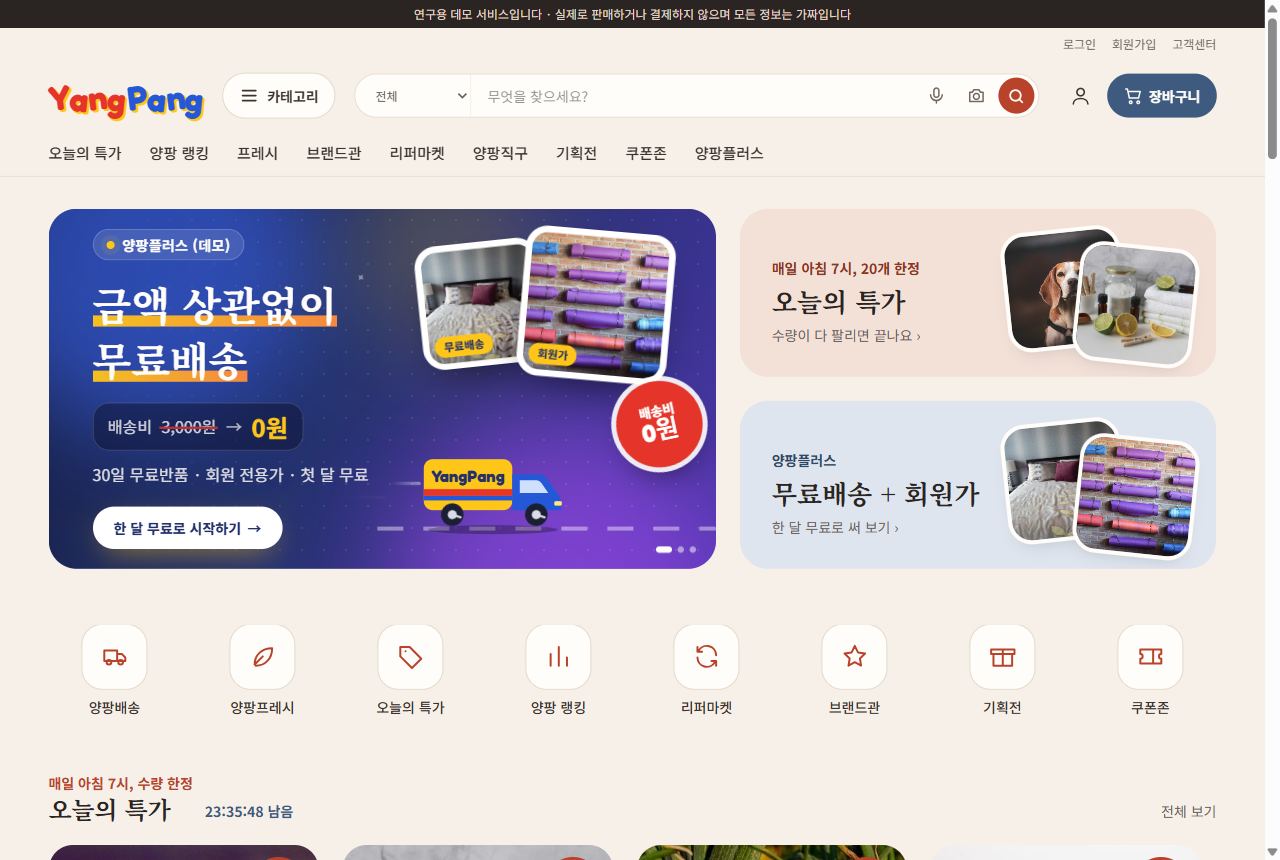 연구용 데모 서비스입니다 · 실제로 판매하거나 결제하지 않으며 모든 정보는 가짜입니다
로그인 회원가입 고객센터
YangPang
카테고리
전체
무엇을 찾으세요?
장바구니
오늘의 특가 양팡 랭킹 프레시 브랜드관 리퍼마켓 양팡직구 기획전 쿠폰존 양팡플러스
양팡플러스 (데모)
금액 상관없이
무료배송
배송비 3,000원 → 0원
30일 무료반품 · 회원 전용가 · 첫 달 무료
한 달 무료로 시작하기 →
무료배송
회원가
배송비
0원
YangPang
매일 아침 7시, 20개 한정
오늘의 특가
수량이 다 팔리면 끝나요 ›
양팡플러스
무료배송 + 회원가
한 달 무료로 써 보기 ›
양팡배송 양팡프레시 오늘의 특가 양팡 랭킹 리퍼마켓 브랜드관 기획전 쿠폰존
매일 아침 7시, 수량 한정
오늘의 특가 23:35:48 남음
전체 보기